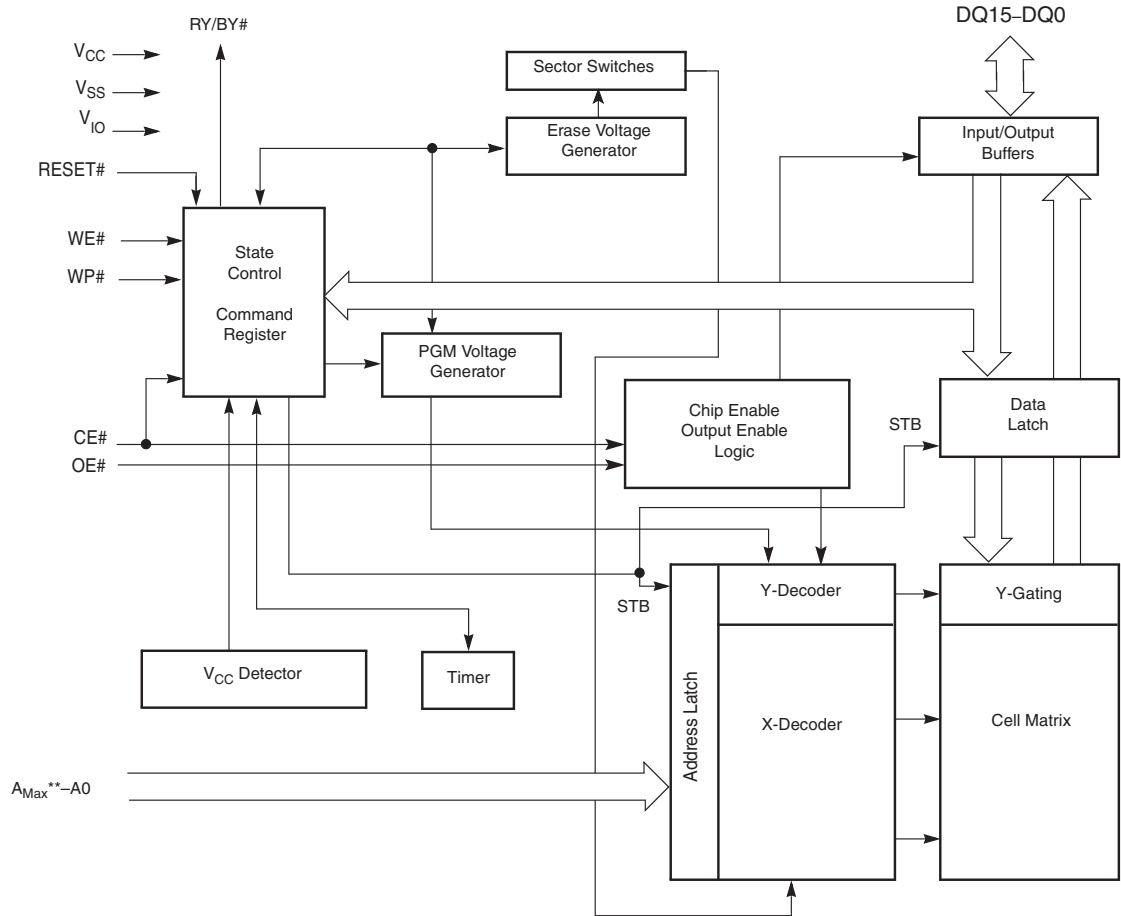 RY/BY#
DQ15–DQ0
VCC
VSS
VIO
RESET#
WE#
WP#
CE#
OE#
AMax**–A0
Sector Switches
Erase Voltage
Generator
Input/Output
Buffers
State
Control
Command
Register
PGM Voltage
Generator
Chip Enable
Output Enable
Logic
STB
Data
Latch
STB
Y-Decoder
Y-Gating
VCC Detector
Timer
Address Latch
X-Decoder
Cell Matrix